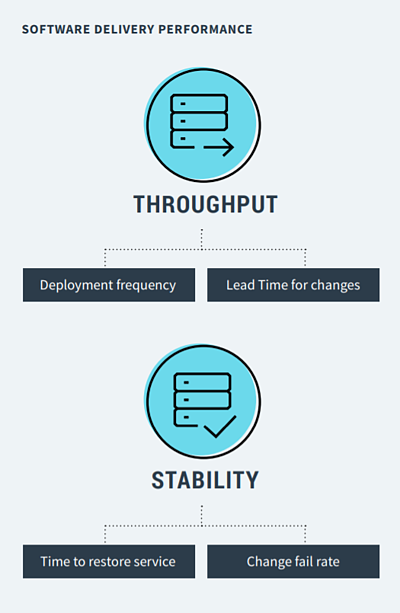 SOFTWARE DELIVERY PERFORMANCE
THROUGHPUT
Deployment frequency
Lead Time for changes
STABILITY
Time to restore service
Change fail rate